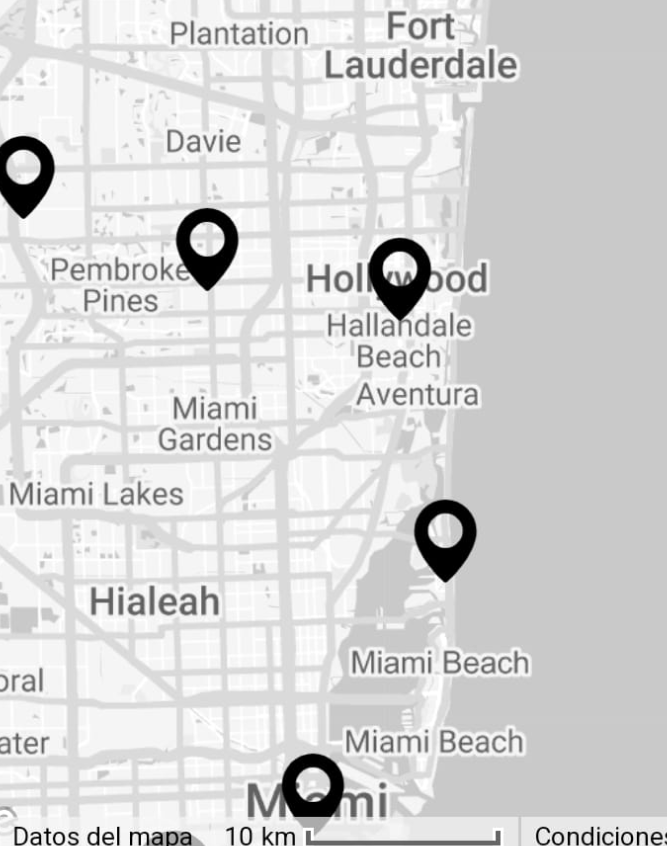 Plantation
Fort
Lauderdale
Davie
Pembroke
Pines
Hollywood
Hallandale
Beach
Aventura
Miami
Gardens
Miami Lakes
Hialeah
Miami Beach
oral
Miami Beach
ater
Miami
Datos del mapa
10 km
Condiciones